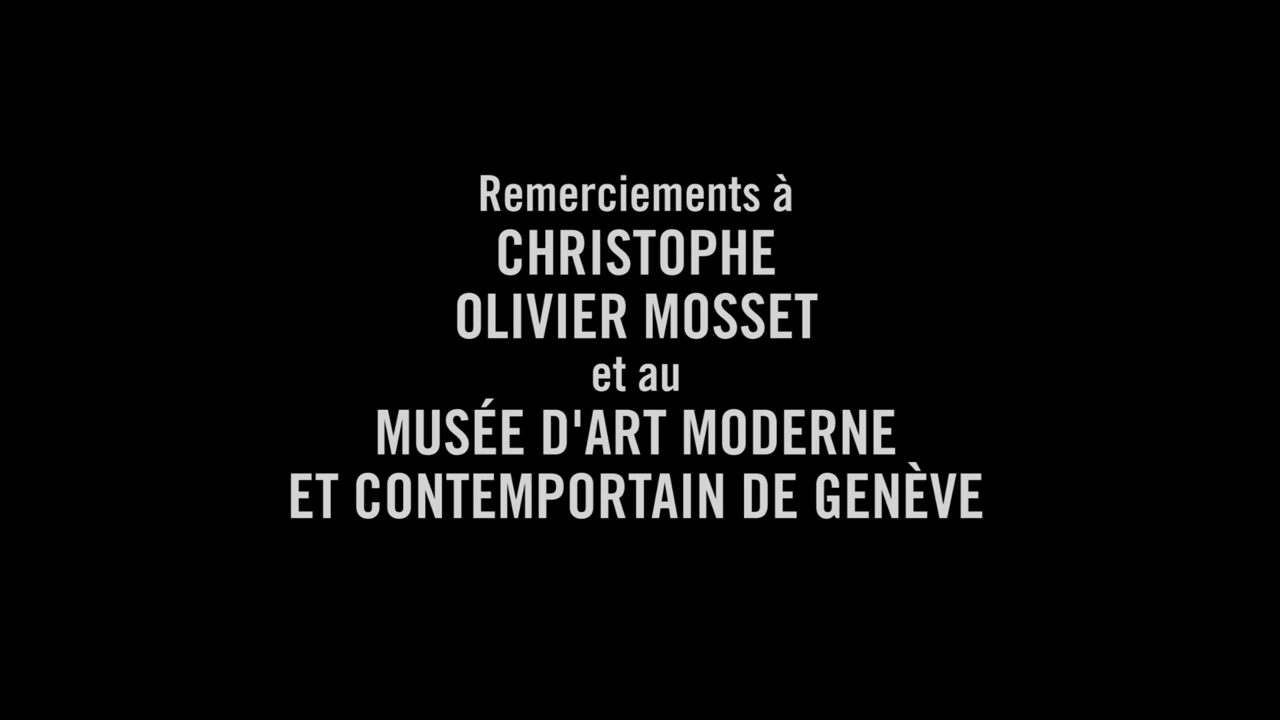 Remerciements à
CHRISTOPHE
OLIVIER MOSSET
et au
MUSÉE D'ART MODERNE
ET CONTEMPORTAIN DE GENÈVE